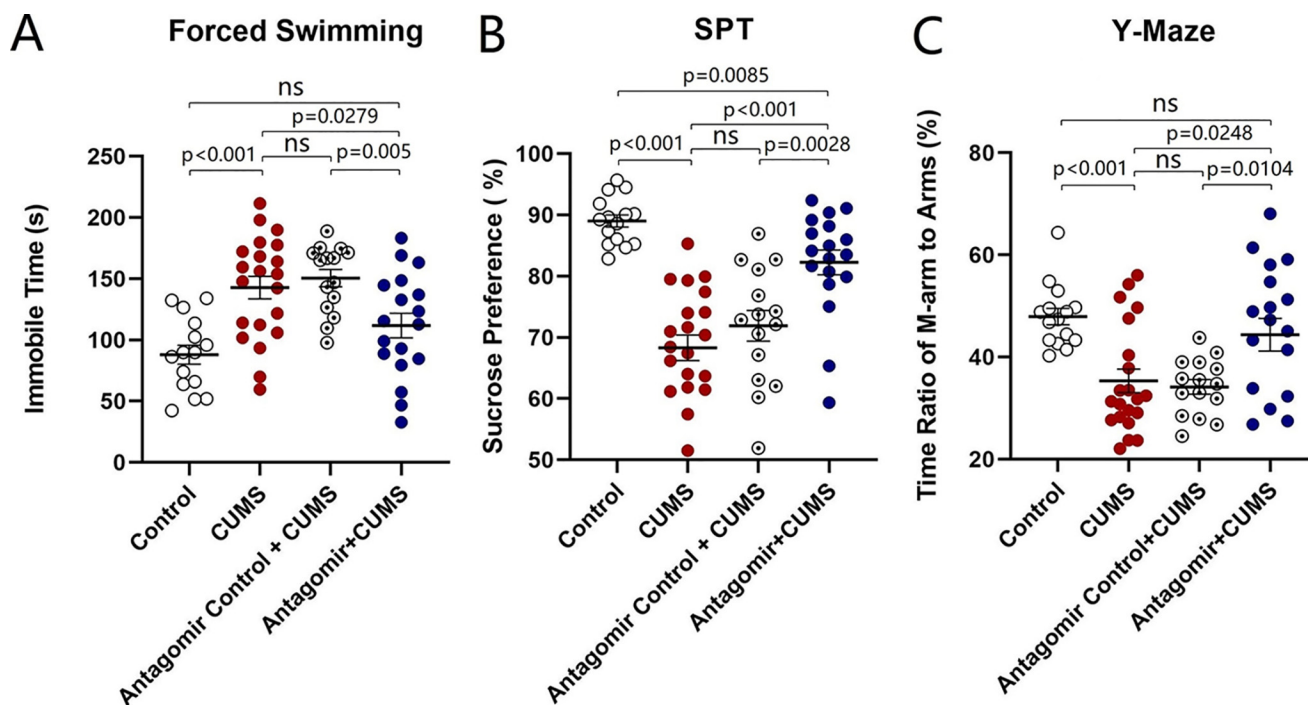 A
Forced Swimming
ns
p=0.0279
p<0.001
ns
p=0.005
Immobile Time (s)
250
200
150
100
50
0
Control
CUMS
Antagomir Control + CUMS
Antagomir+CUMS
B
SPT
p=0.0085
p<0.001
p<0.001
ns
p=0.0028
Sucrose Preference ( %)
100
90
80
70
60
50
Control
CUMS
Antagomir Control + CUMS
Antagomir+CUMS
C
Y-Maze
ns
p=0.0248
p<0.001
ns
p=0.0104
Time Ratio of M-arm to Arms (%)
80
60
40
20
Control
CUMS
Antagomir Control+CUMS
Antagomir+CUMS